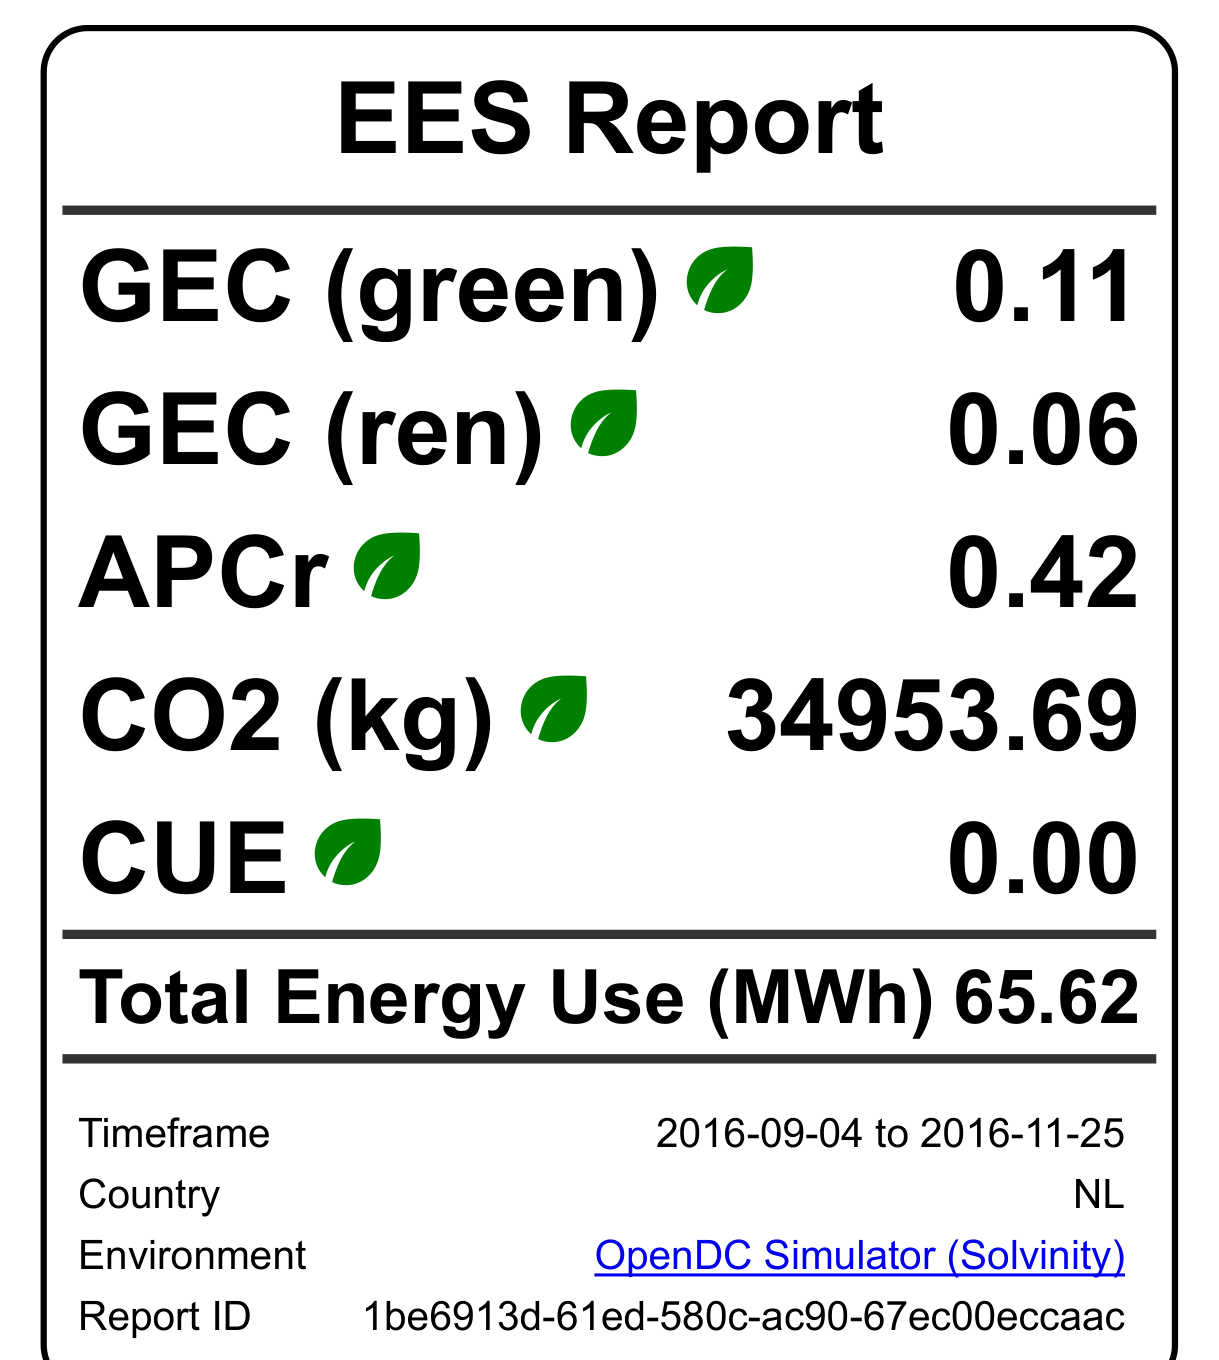 EES Report
GEC (green) 0.11
GEC (ren) 0.06
APCr 0.42
CO2 (kg) 34953.69
CUE 0.00
Total Energy Use (MWh) 65.62
Timeframe 2016-09-04 to 2016-11-25
Country NL
Environment OpenDC Simulator (Solvinity)
Report ID 1be6913d-61ed-580c-ac90-67ec00eccaac